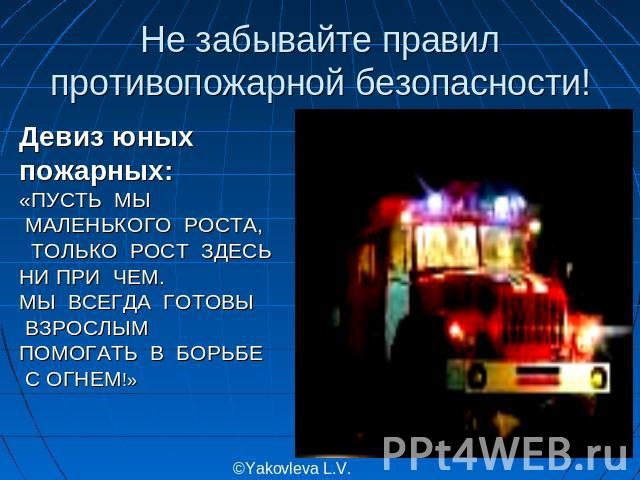 Не забывайте правил
противопожарной безопасности!
Девиз юных
пожарных:
«ПУСТЬ МЫ
МАЛЕНЬКОГО РОСТА,
ТОЛЬКО РОСТ ЗДЕСЬ
НИ ПРИ ЧЕМ.
МЫ ВСЕГДА ГОТОВЫ
ВЗРОСЛЫМ
ПОМОГАТЬ В БОРЬБЕ
С ОГНЕМ!»
©Yakovleva L.V.
PPt4WEB.ru